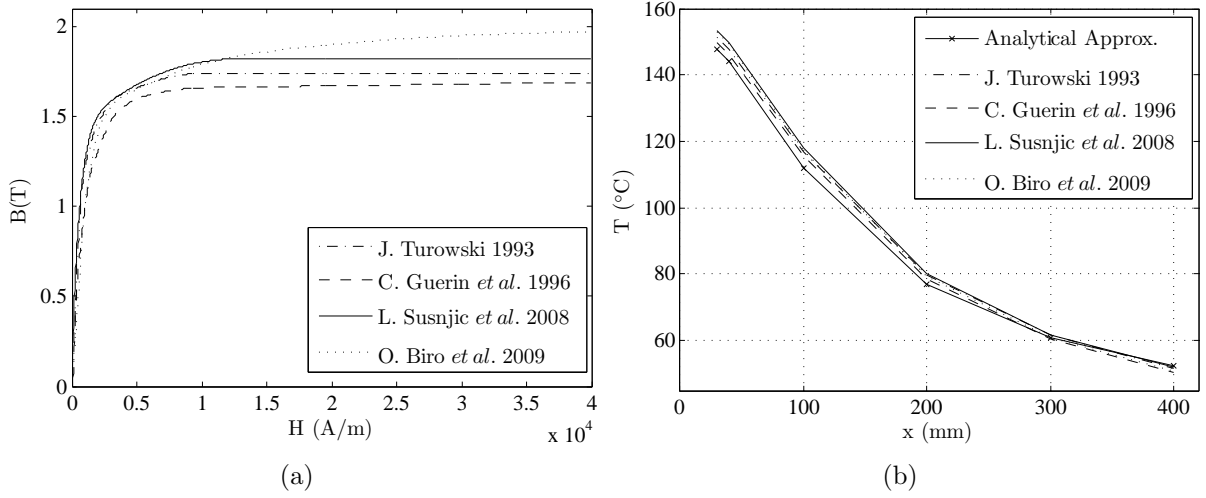 2
1.5
1
0.5
0
B(T)
0 0.5 1 1.5 2 2.5 3 3.5 4
H (A/m)
x 10^4
J. Turowski 1993
C. Guerin et al. 1996
L. Susnjic et al. 2008
O. Biro et al. 2009
(a)
160
140
120
100
80
60
T (°C)
0 100 200 300 400
x (mm)
Analytical Approx.
J. Turowski 1993
C. Guerin et al. 1996
L. Susnjic et al. 2008
O. Biro et al. 2009
(b)